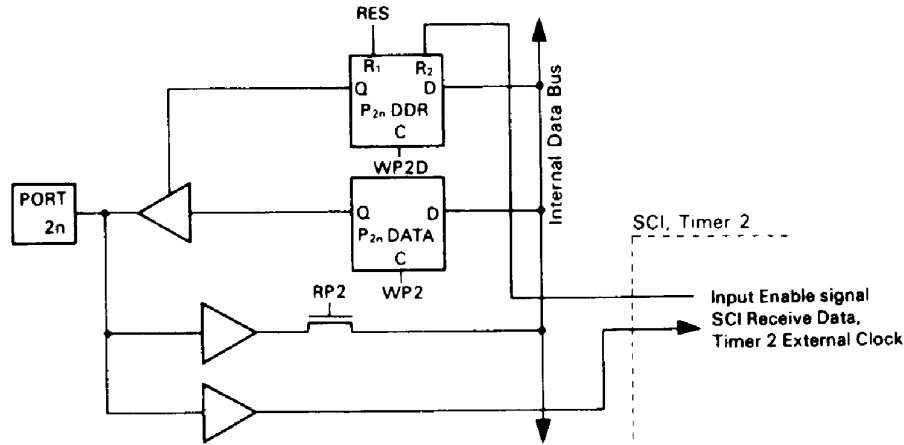 RES
R1 R2
Q D
P2n DDR
C
WP2D
Internal Data Bus
PORT
2n
Q D
P2n DATA
C
WP2
SCI, Timer 2
RP2
Input Enable signal
SCI Receive Data,
Timer 2 External Clock